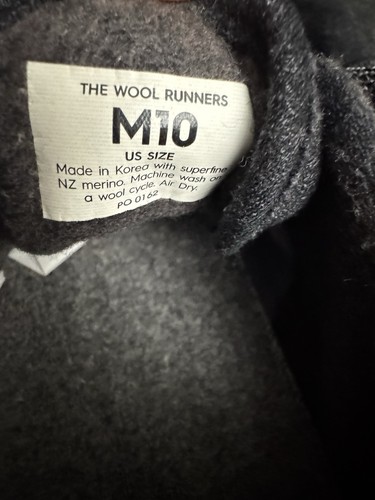 THE WOOL RUNNERS
M10
US SIZE
Made in Korea with superfine
NZ merino. Machine wash on
a wool cycle. Air Dry.
PO 0162